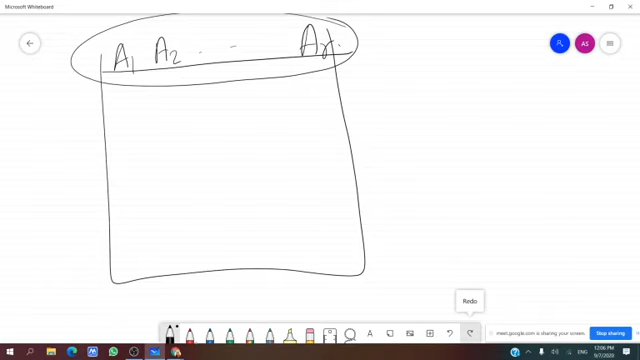 Microsoft Whiteboard
A₁ A₂ . . - Aᵧ.
AS
Redo
A
meet.google.com is sharing your screen.
Stop sharing
ENG
12:06 PM
9/7/2020